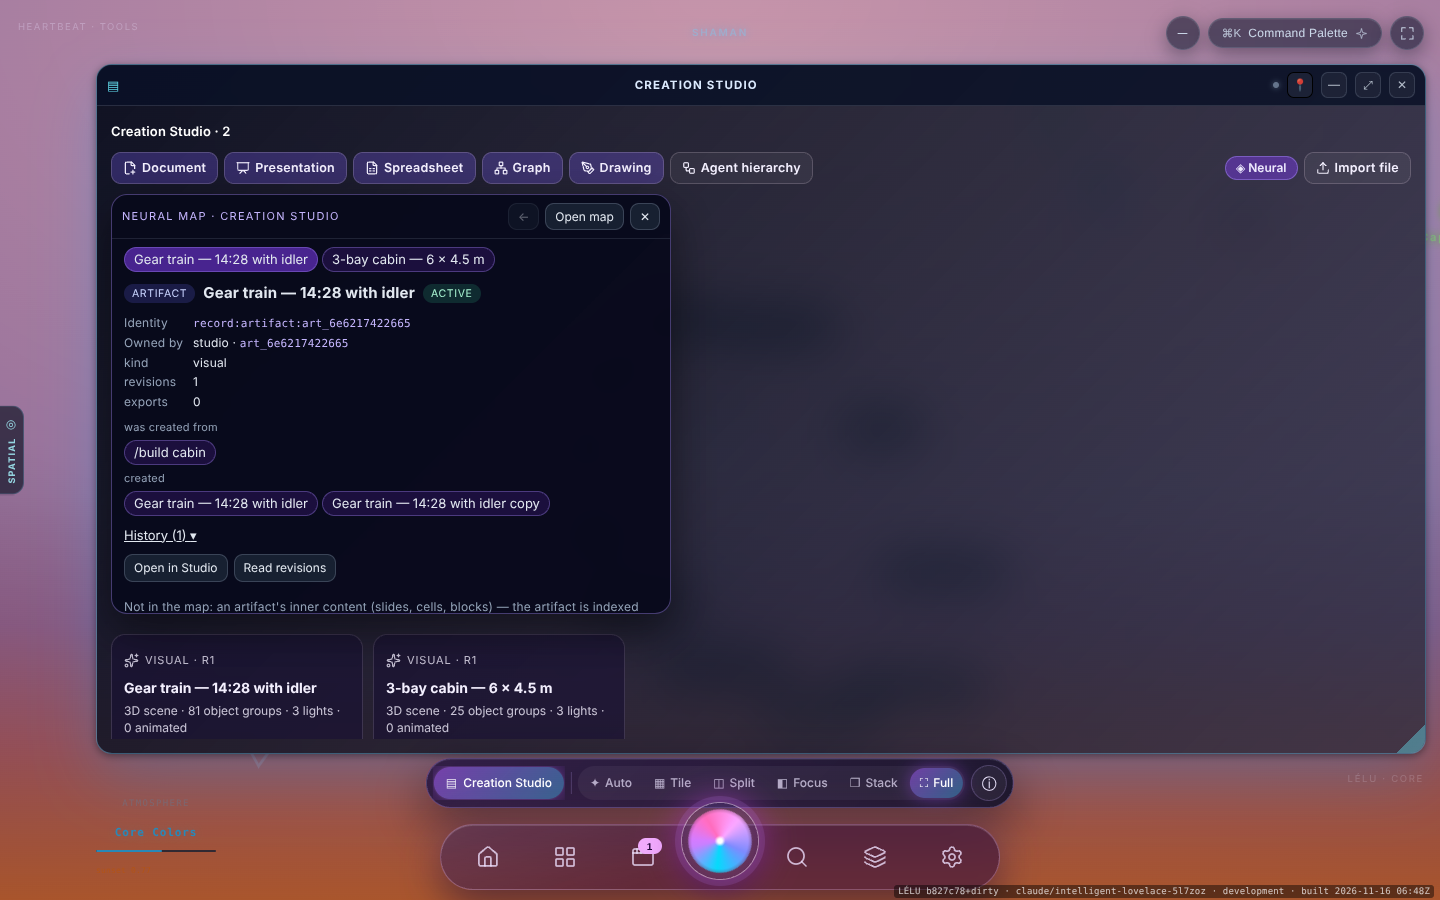 HEARTBEAT · TOOLS
SHAMAN
⌘K Command Palette
CREATION STUDIO
Creation Studio · 2
Document
Presentation
Spreadsheet
Graph
Drawing
Agent hierarchy
Neural
Import file
NEURAL MAP · CREATION STUDIO
Open map
Gear train — 14:28 with idler
3-bay cabin — 6 × 4.5 m
ARTIFACT Gear train — 14:28 with idler ACTIVE
Identity record:artifact:art_6e6217422665
Owned by studio · art_6e6217422665
kind visual
revisions 1
exports 0
was created from
/build cabin
created
Gear train — 14:28 with idler
Gear train — 14:28 with idler copy
History (1) ▾
Open in Studio
Read revisions
Not in the map: an artifact's inner content (slides, cells, blocks) — the artifact is indexed
VISUAL · R1
Gear train — 14:28 with idler
3D scene · 81 object groups · 3 lights ·
0 animated
VISUAL · R1
3-bay cabin — 6 × 4.5 m
3D scene · 25 object groups · 3 lights ·
0 animated
SPATIAL
Creation Studio
Auto
Tile
Split
Focus
Stack
Full
LÉLU · CORE
ATMOSPHERE
Core Colors
1
LÉLU b827c78+dirty · claude/intelligent-lovelace-5l7zoz · development · built 2026-11-16 06:48Z